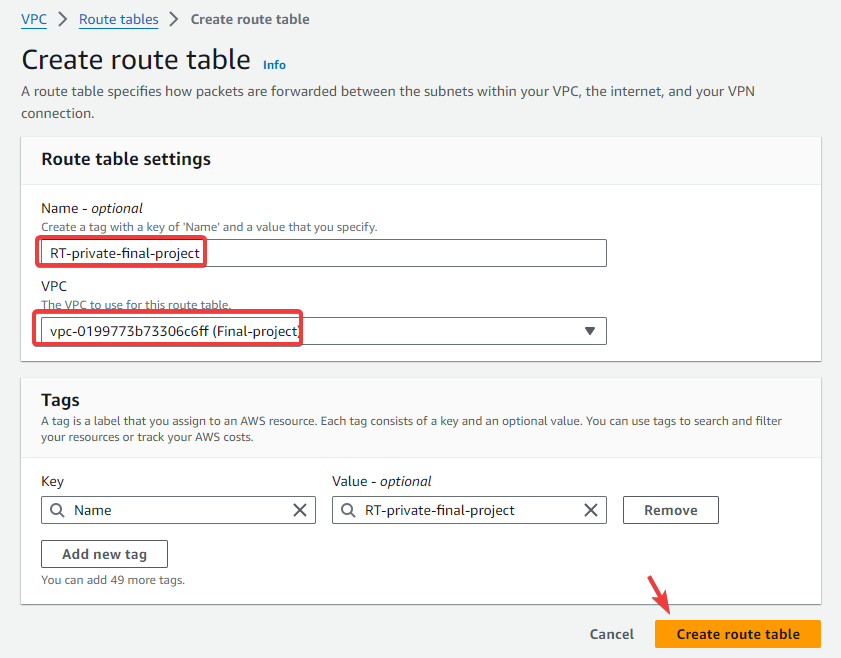 VPC > Route tables > Create route table
Create route table Info
A route table specifies how packets are forwarded between the subnets within your VPC, the internet, and your VPN
connection.
Route table settings
Name - optional
Create a tag with a key of 'Name' and a value that you specify.
RT-private-final-project
VPC
The VPC to use for this route table.
vpc-0199773b73306c6ff (Final-project)
Tags
A tag is a label that you assign to an AWS resource. Each tag consists of a key and an optional value. You can use tags to search and filter
your resources or track your AWS costs.
Key Value - optional
Name RT-private-final-project Remove
Add new tag
You can add 49 more tags.
Cancel Create route table